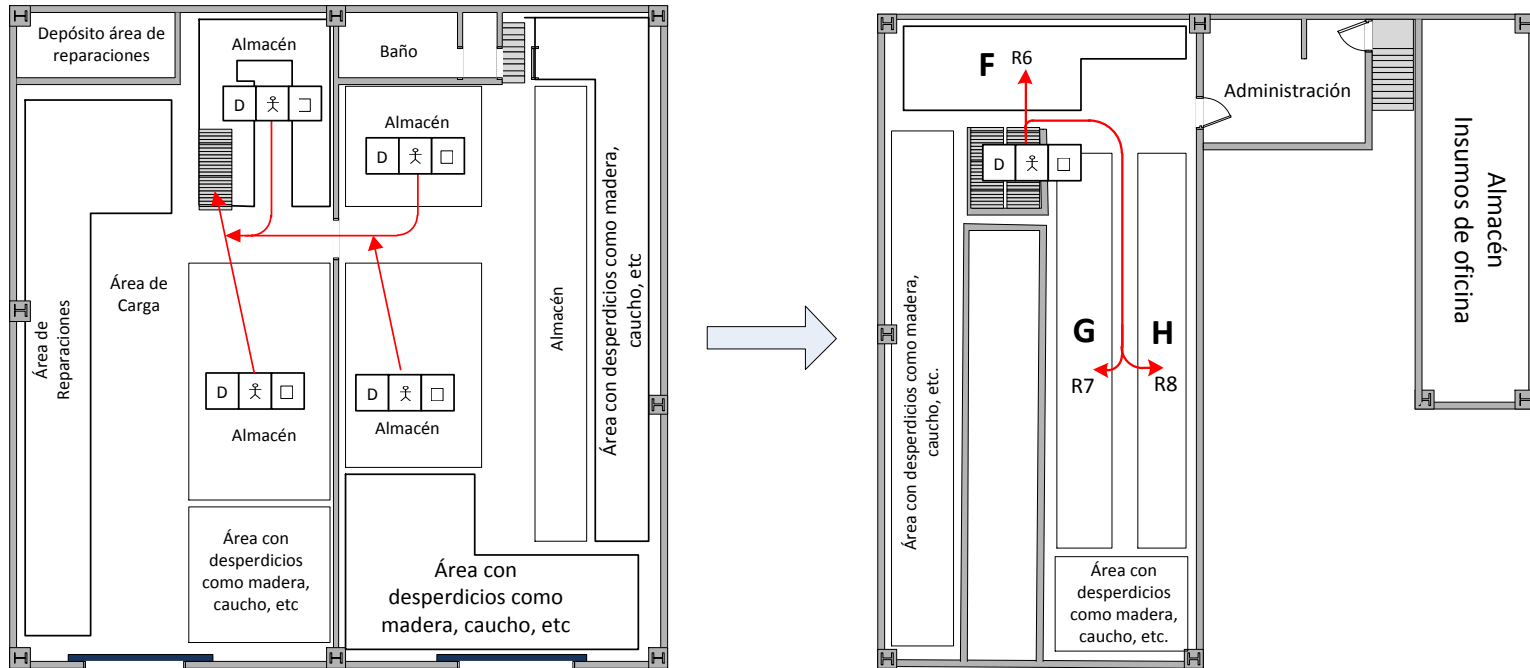 Depósito área de
reparaciones
Almacén
D
Baño
Almacén
D
Almacén
Área con desperdicios como madera,
caucho, etc
Área de
Reparaciones
Área de
Carga
D
Almacén
D
Almacén
Área con
desperdicios
como madera,
caucho, etc
Área con
desperdicios como
madera, caucho, etc
F
R6
D
Administración
Almacén
Insumos de oficina
Área con desperdicios como madera,
caucho, etc.
G
H
R7
R8
Área con
desperdicios
como madera,
caucho, etc.